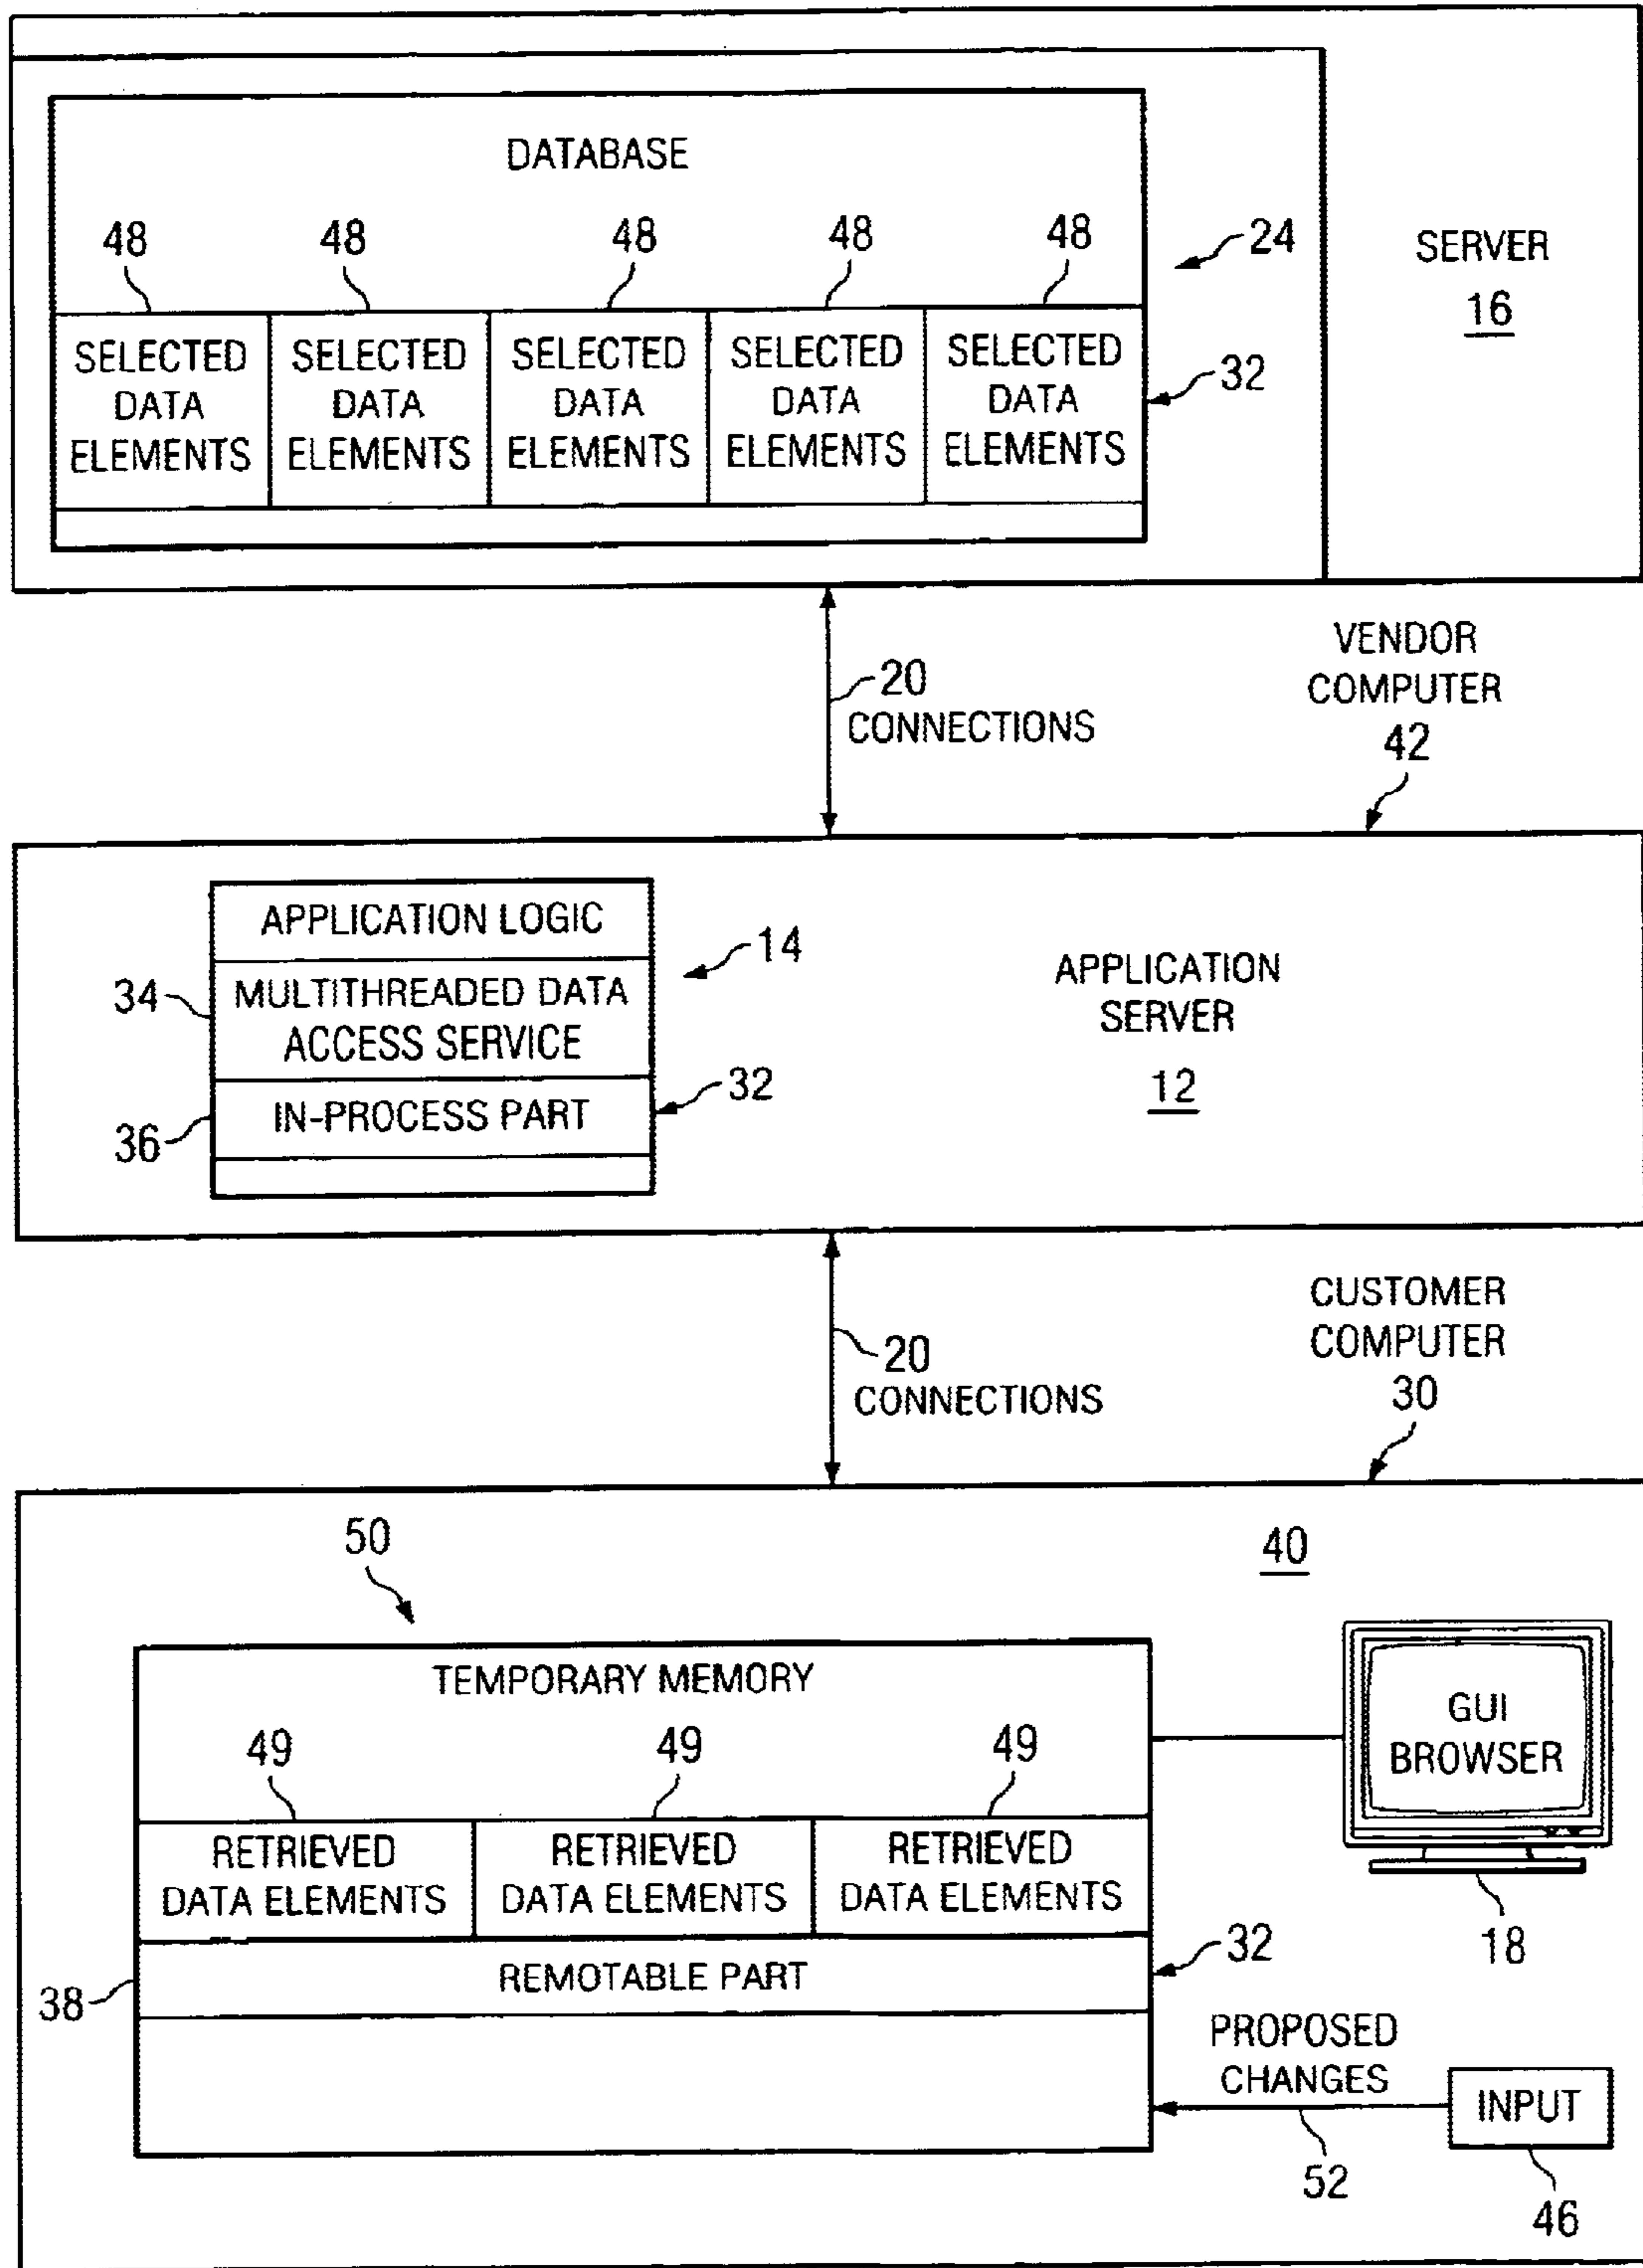 DATABASE
48 48 48 48 48
24
SERVER
16
SELECTED DATA ELEMENTS
SELECTED DATA ELEMENTS
SELECTED DATA ELEMENTS
SELECTED DATA ELEMENTS
SELECTED DATA ELEMENTS
32
20
CONNECTIONS
VENDOR
COMPUTER
42
APPLICATION LOGIC
14
34
MULTITHREADED DATA
ACCESS SERVICE
36
IN-PROCESS PART
32
APPLICATION
SERVER
12
20
CONNECTIONS
CUSTOMER
COMPUTER
30
50
40
TEMPORARY MEMORY
49 49 49
RETRIEVED
DATA ELEMENTS
RETRIEVED
DATA ELEMENTS
RETRIEVED
DATA ELEMENTS
GUI
BROWSER
18
38
REMOTABLE PART
32
PROPOSED
CHANGES
52
INPUT
46